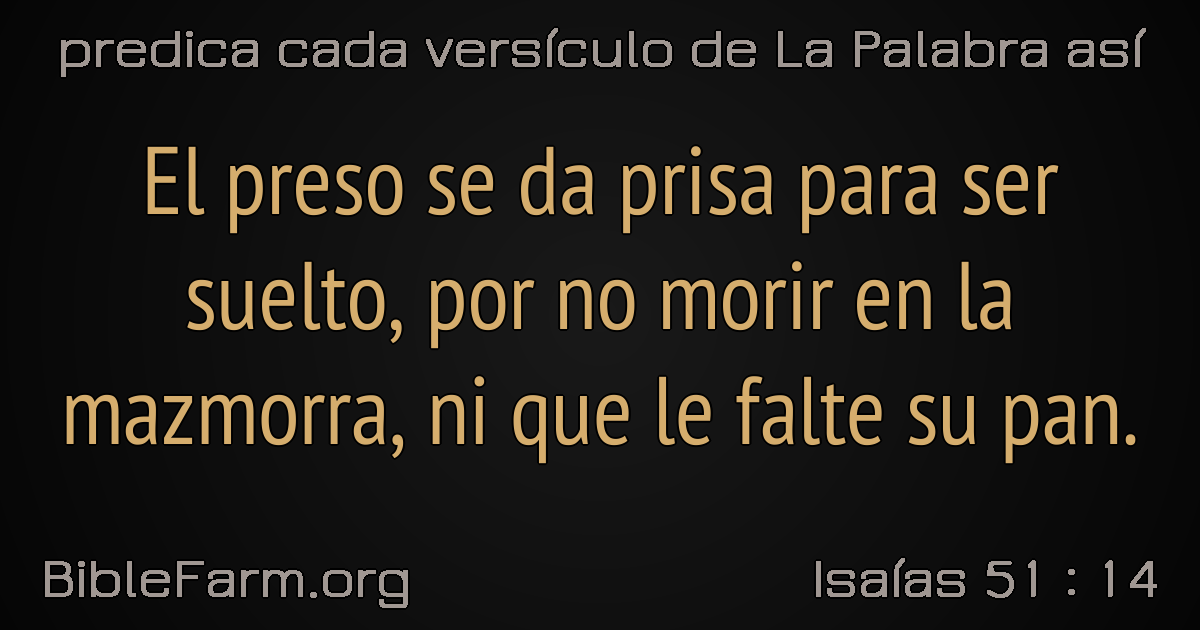 predica cada versículo de La Palabra así
El preso se da prisa para ser
suelto, por no morir en la
mazmorra, ni que le falte su pan.
BibleFarm.org
Isaías 51 : 14